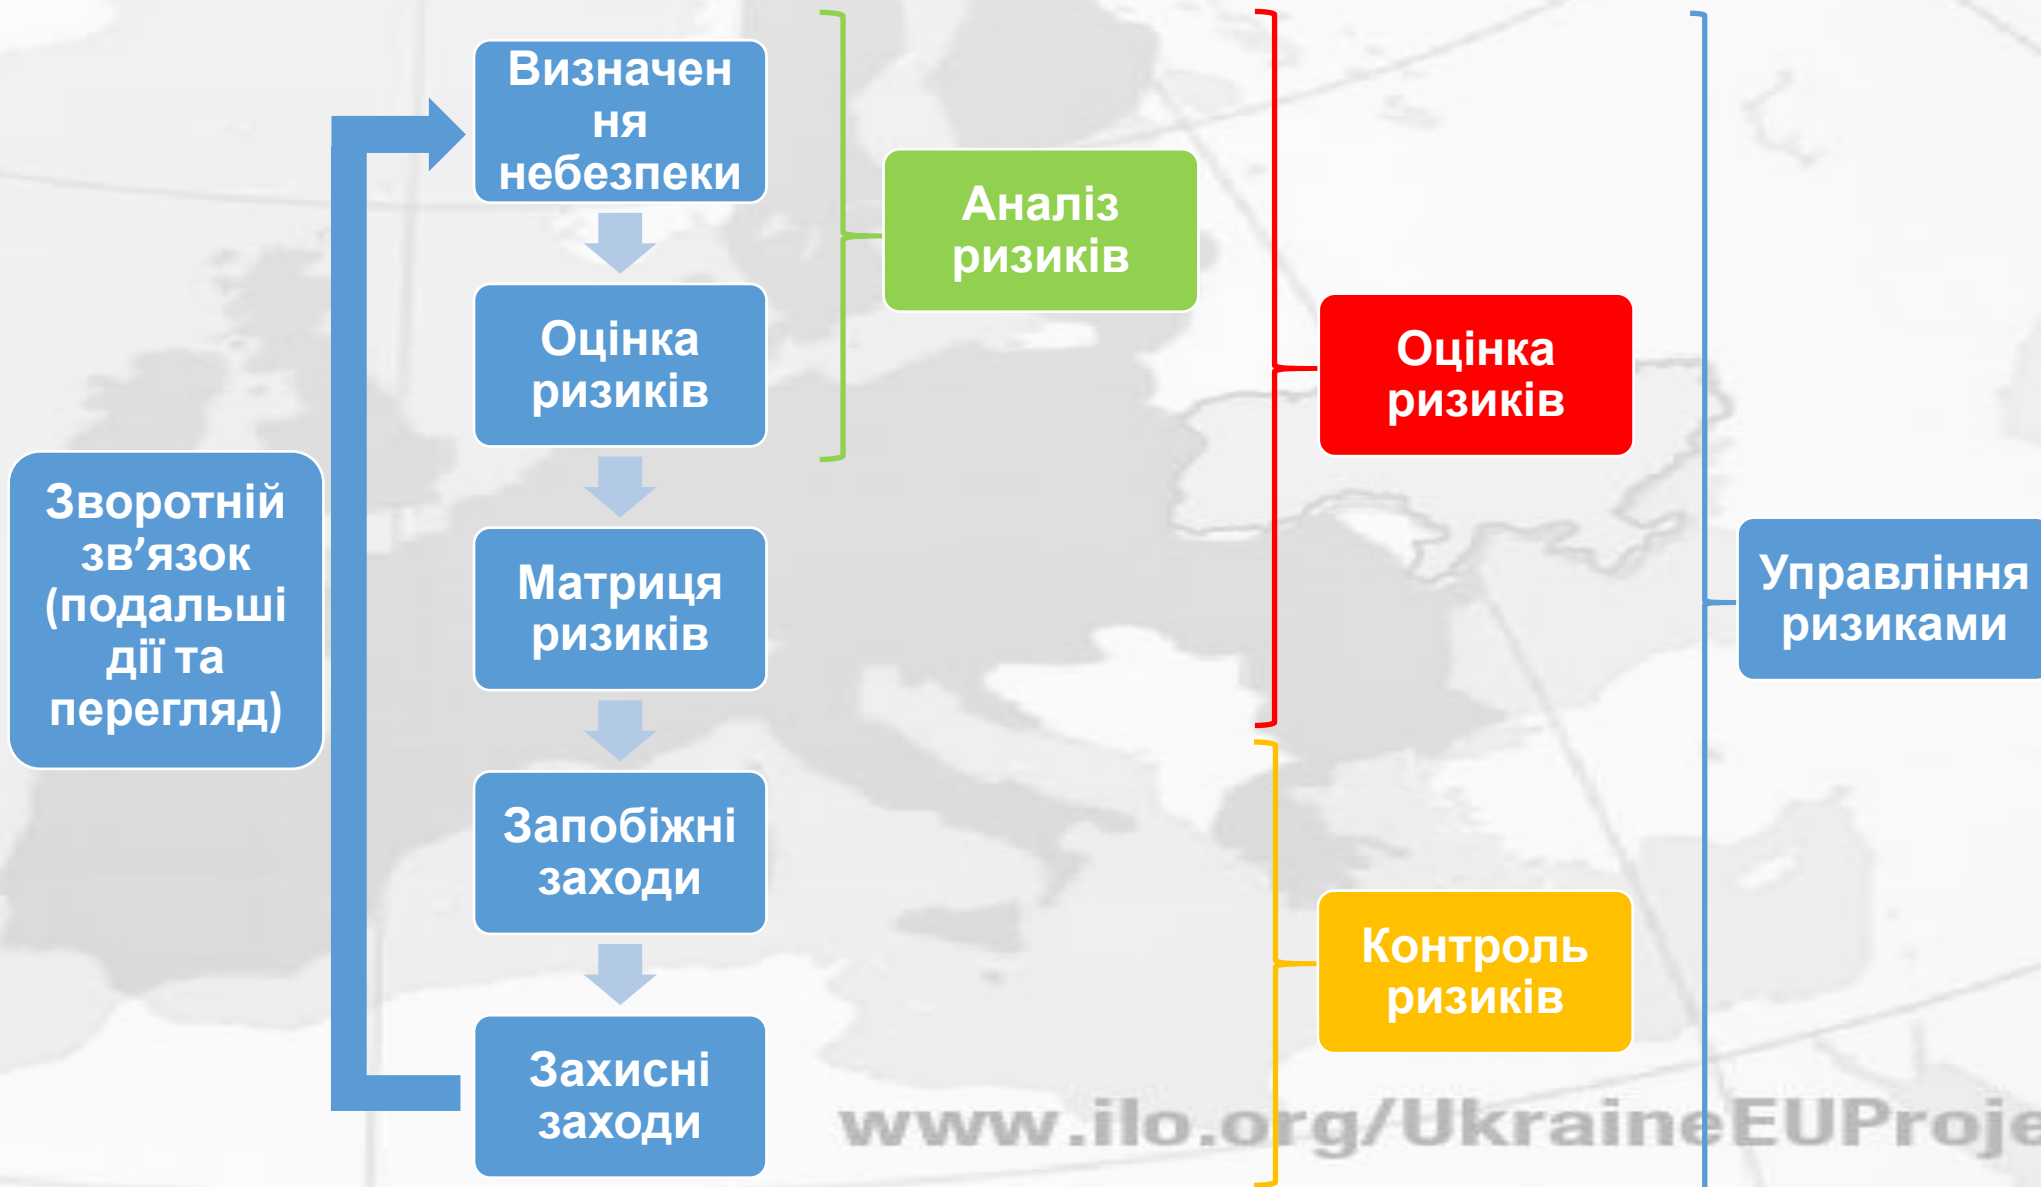 Визначен
ня
небезпеки
Аналіз
ризиків
Оцінка
ризиків
Оцінка
ризиків
Зворотній
зв’язок
(подальші
дії та
перегляд)
Матриця
ризиків
Управління
ризиками
Запобіжні
заходи
Контроль
ризиків
Захисні
заходи
www.ilo.org/UkraineEUProje